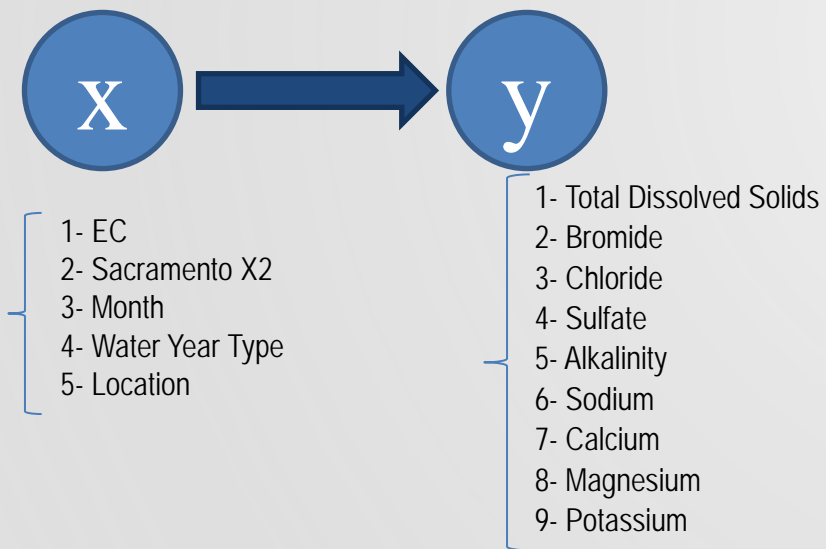 x
y
1- EC
2- Sacramento X2
3- Month
4- Water Year Type
5- Location
1- Total Dissolved Solids
2- Bromide
3- Chloride
4- Sulfate
5- Alkalinity
6- Sodium
7- Calcium
8- Magnesium
9- Potassium